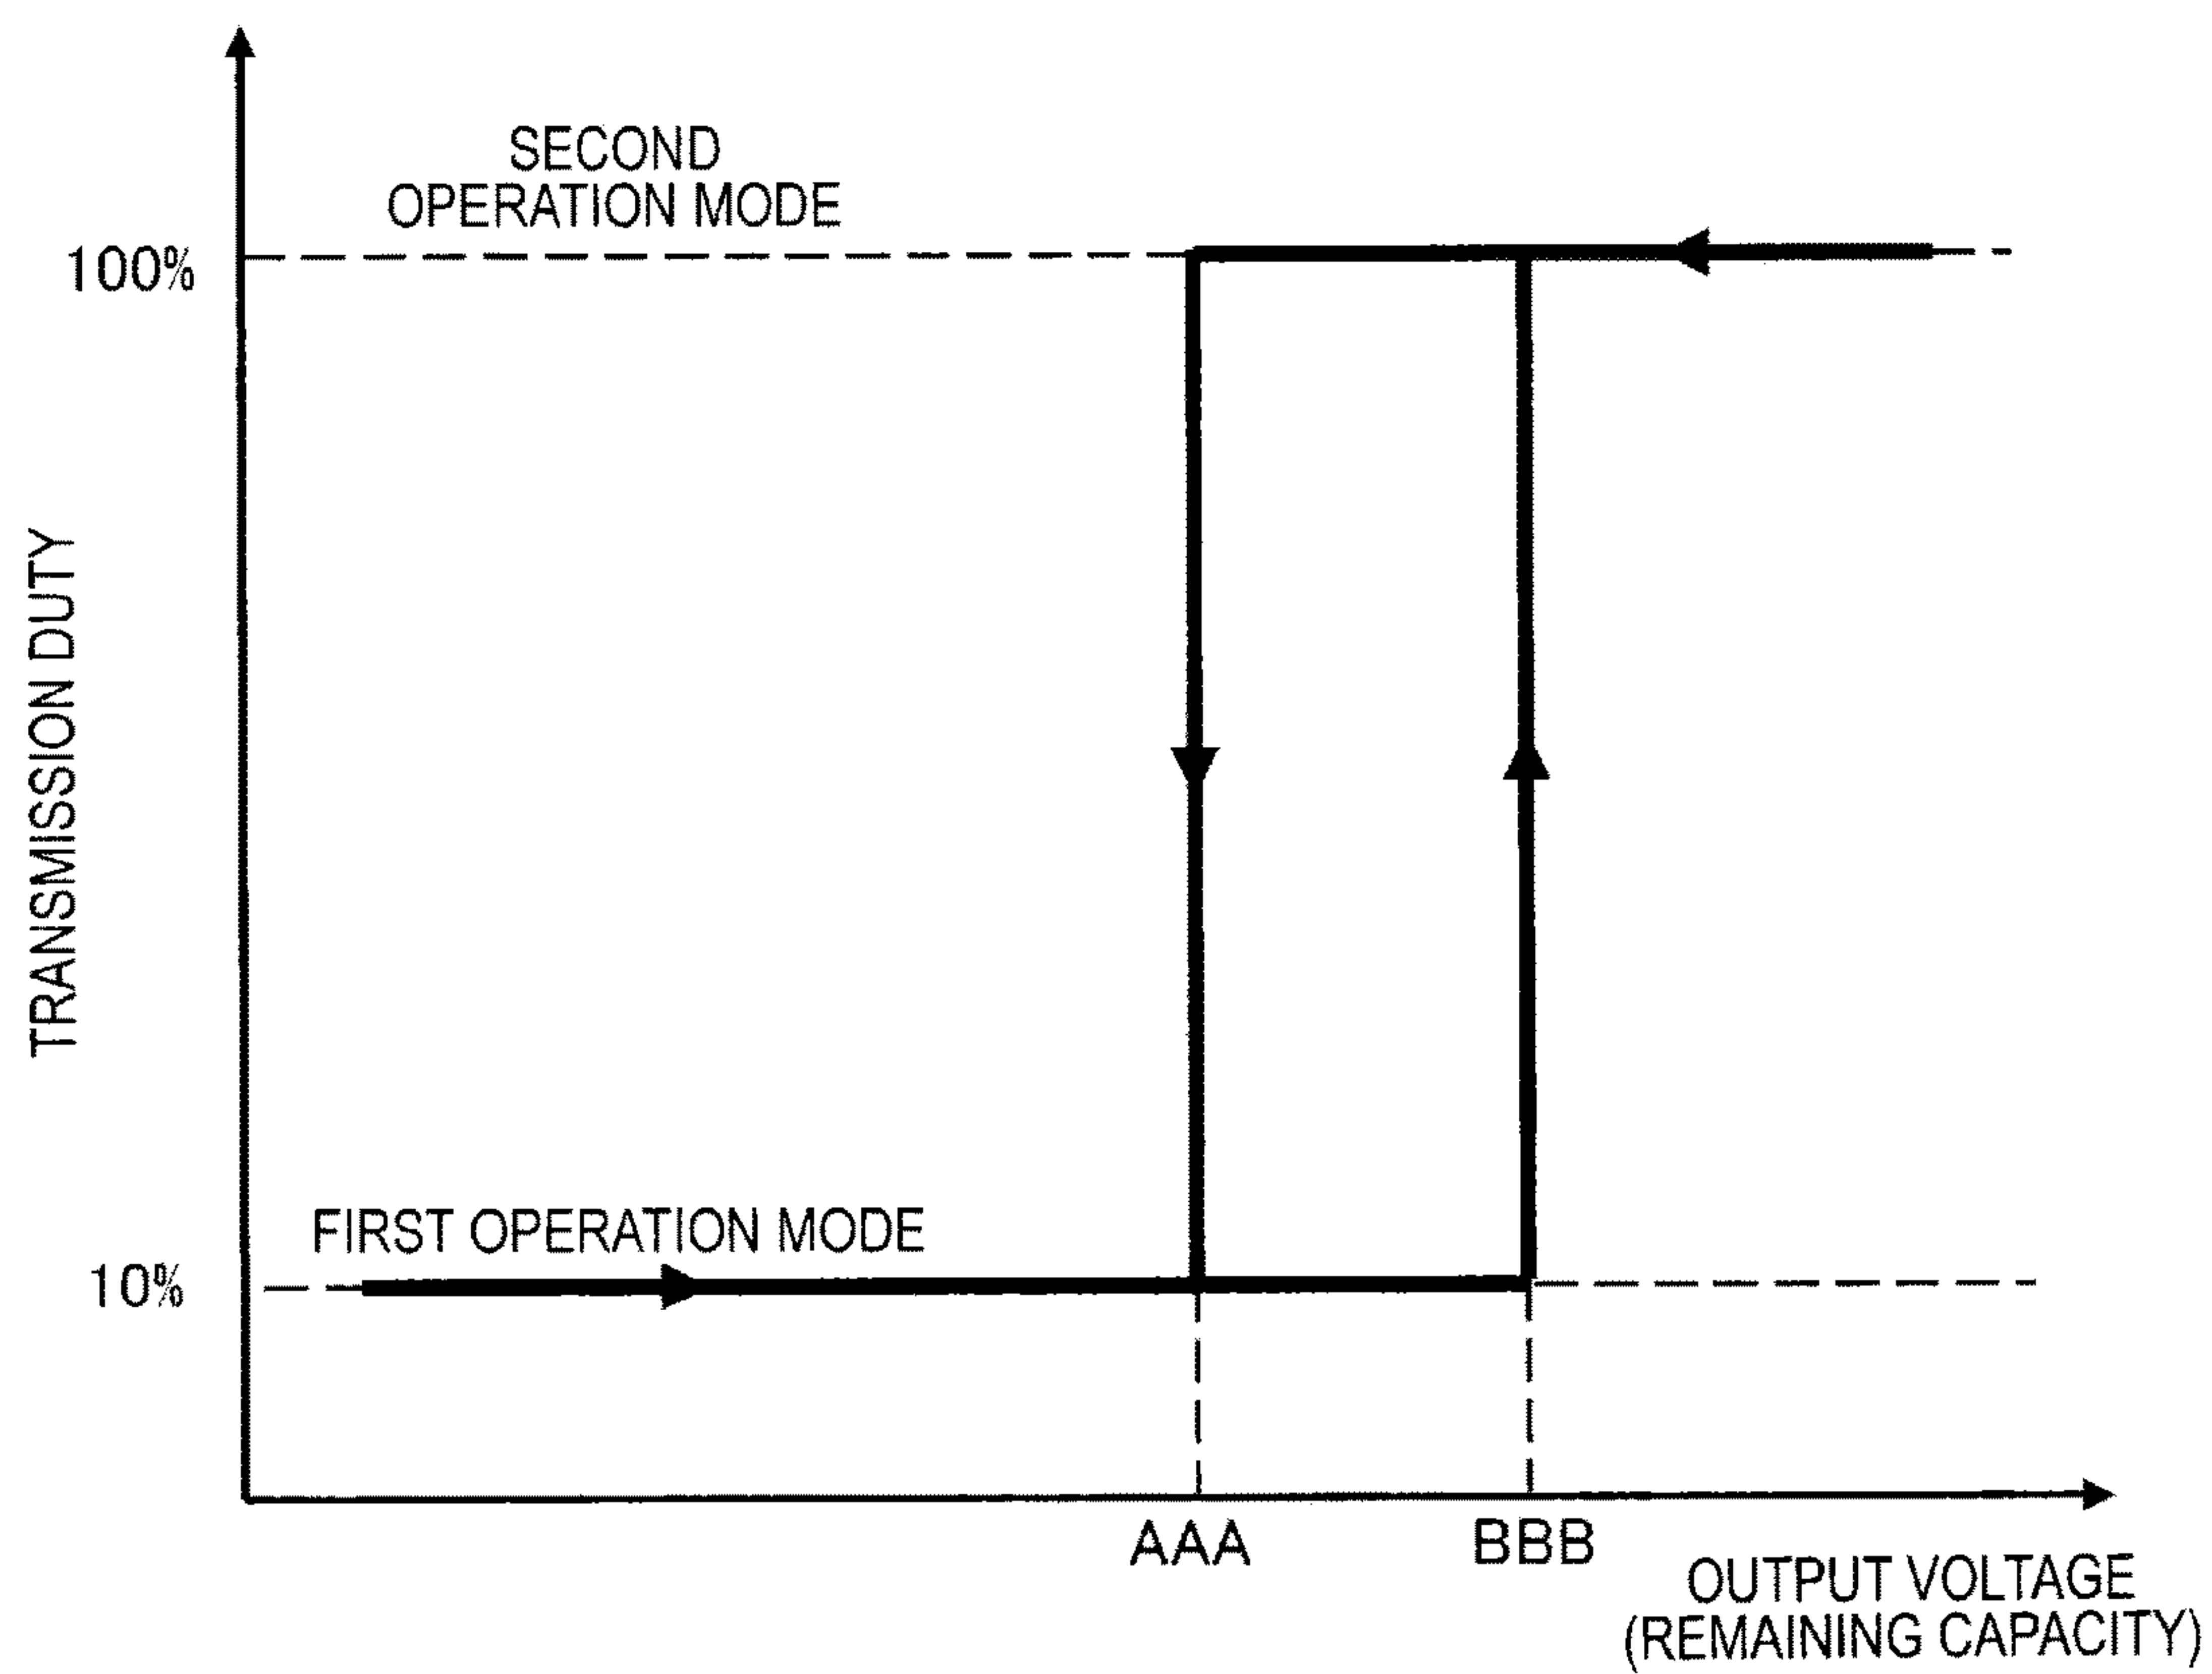 SECOND
OPERATION MODE
100%
TRANSMISSION DUTY
FIRST OPERATION MODE
10%
AAA
BBB
OUTPUT VOLTAGE
(REMAINING CAPACITY)